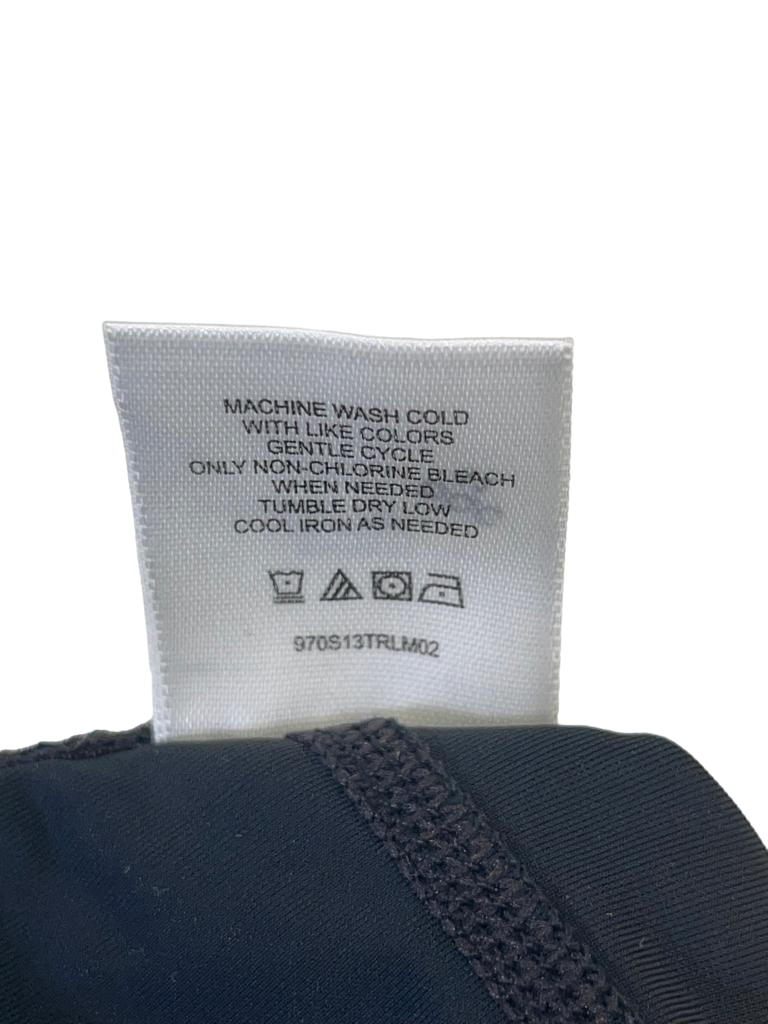 MACHINE WASH COLD
WITH LIKE COLORS
GENTLE CYCLE
ONLY NON-CHLORINE BLEACH
WHEN NEEDED
TUMBLE DRY LOW
COOL IRON AS NEEDED
970S13TRLM02